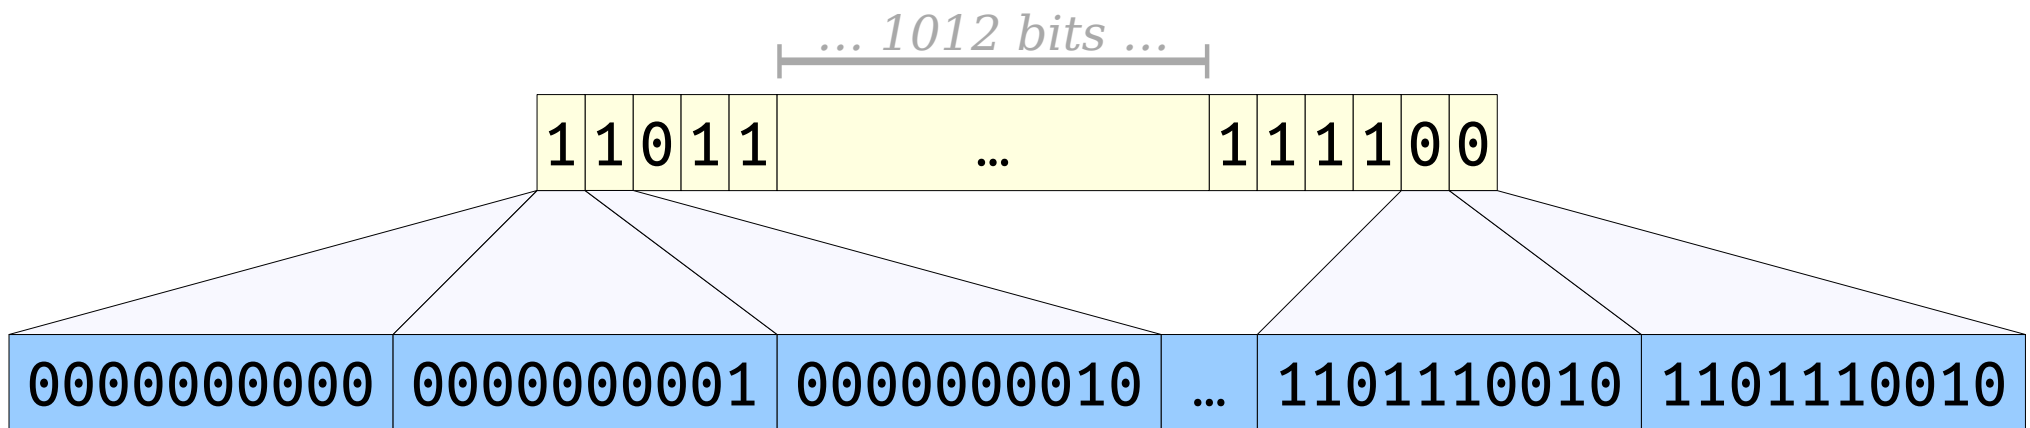 … 1012 bits …
1 1 0 1 1 … 1 1 1 1 0 0
0000000000 0000000001 0000000010 … 1101110010 1101110010